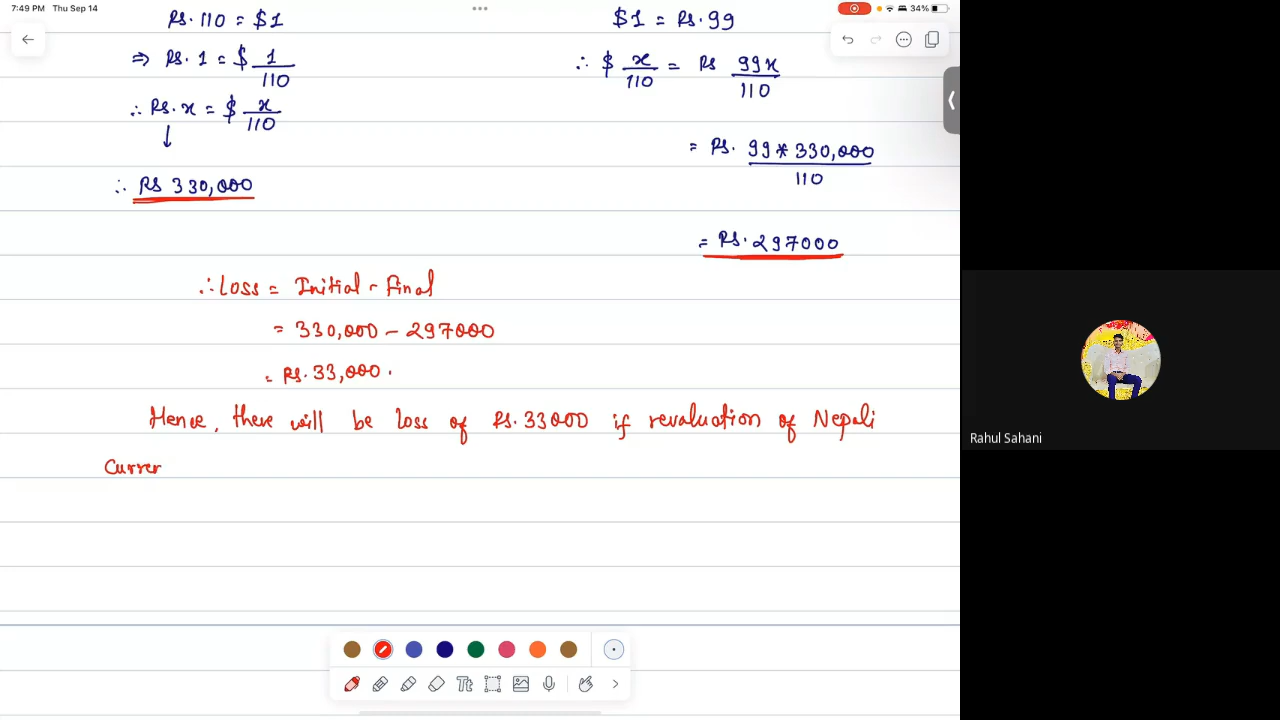 7:49 PM Thu Sep 14
34%
Rs. 110 = $1
⇒ Rs. 1 = $ 1/110
∴ Rs. x = $ x/110
↓
∴ Rs 330,000
$1 = Rs. 99
∴ $ x/110 = Rs 99x/110
= Rs. 99 * 330,000/110
= Rs. 297000
∴ Loss = Initial - Final
= 330,000 - 297000
= Rs. 33,000.
Hence, there will be loss of Rs. 33000 if revaluation of Nepali
Currer
Tt
Rahul Sahani